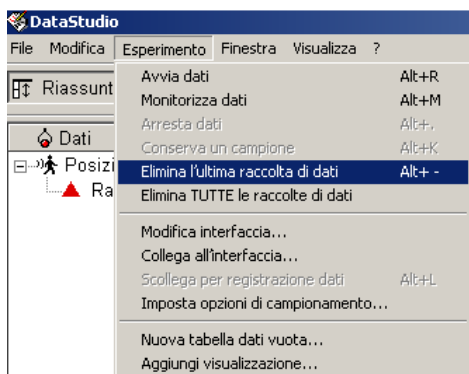 DataStudio
File Modifica Esperimento Finestra Visualizza ?
Riassunt
Dati
Posizi
Ra
Avvia dati Alt+R
Monitorizza dati Alt+M
Arresta dati Alt+.
Conserva un campione Alt+K
Elimina l'ultima raccolta di dati Alt+ -
Elimina TUTTE le raccolte di dati
Modifica interfaccia...
Collega all'interfaccia...
Scollega per registrazione dati Alt+L
Imposta opzioni di campionamento...
Nuova tabella dati vuota...
Aggiungi visualizzazione...